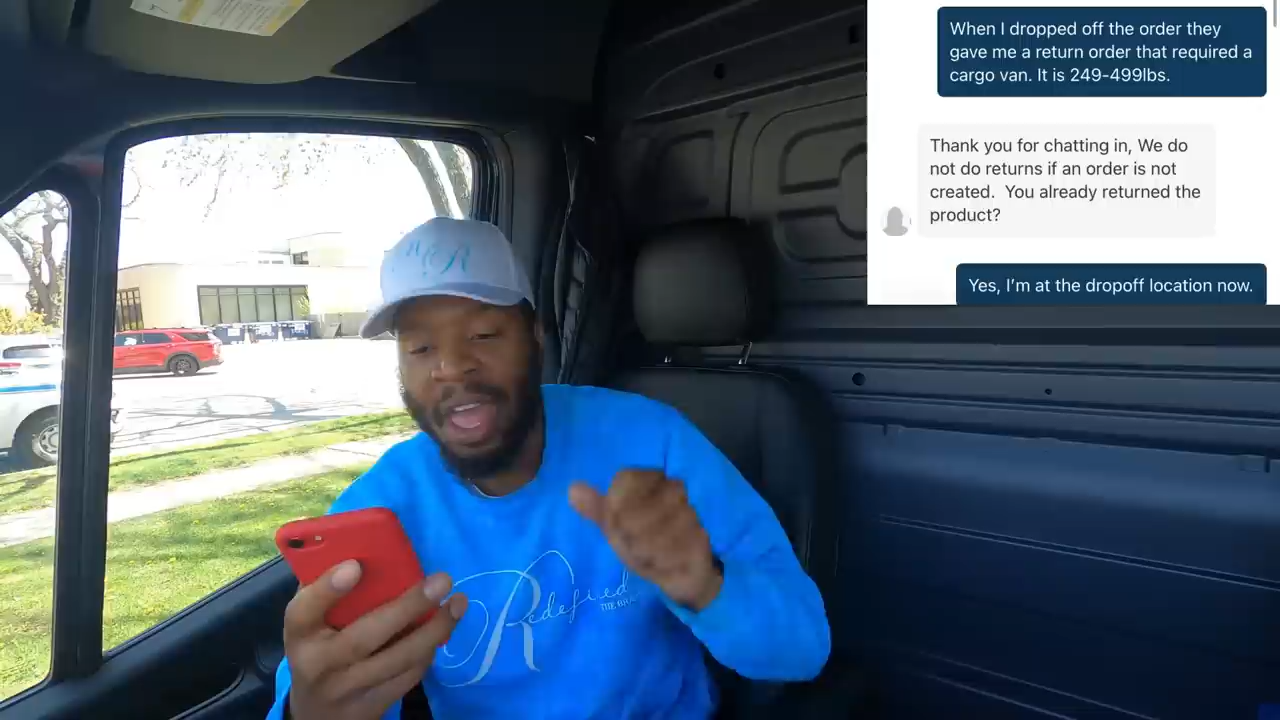 When I dropped off the order they
gave me a return order that required a
cargo van. It is 249-499lbs.
Thank you for chatting in, We do
not do returns if an order is not
created.  You already returned the
product?
Yes, I'm at the dropoff location now.
Redefined
THE